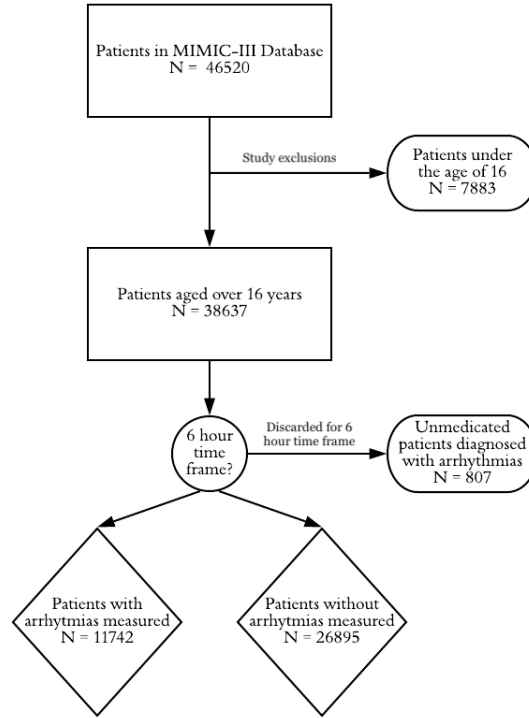 Patients in MIMIC-III Database
N = 46520
Study exclusions
Patients under
the age of 16
N = 7883
Patients aged over 16 years
N = 38637
6 hour
time
frame?
Discarded for 6
hour time frame
Unmedicated
patients diagnosed
with arrhythmias
N = 807
Patients with
arrhytmias measured
N = 11742
Patients without
arrhytmias measured
N = 26895